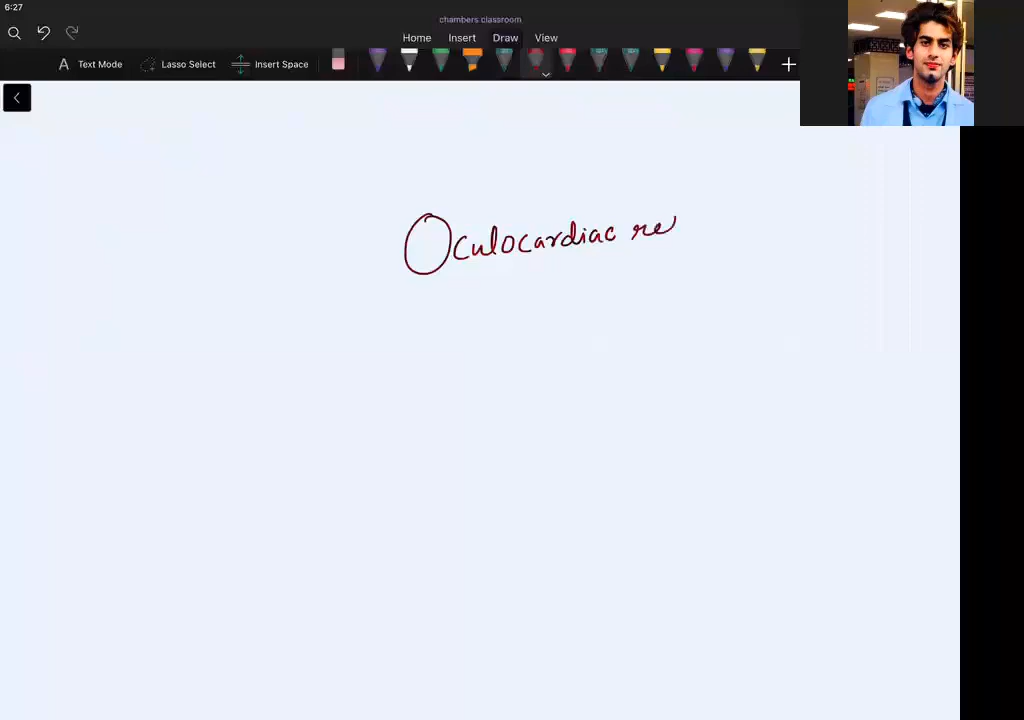 6:27
chambers classroom
Home Insert Draw View
Text Mode Lasso Select Insert Space
Oculocardiac re